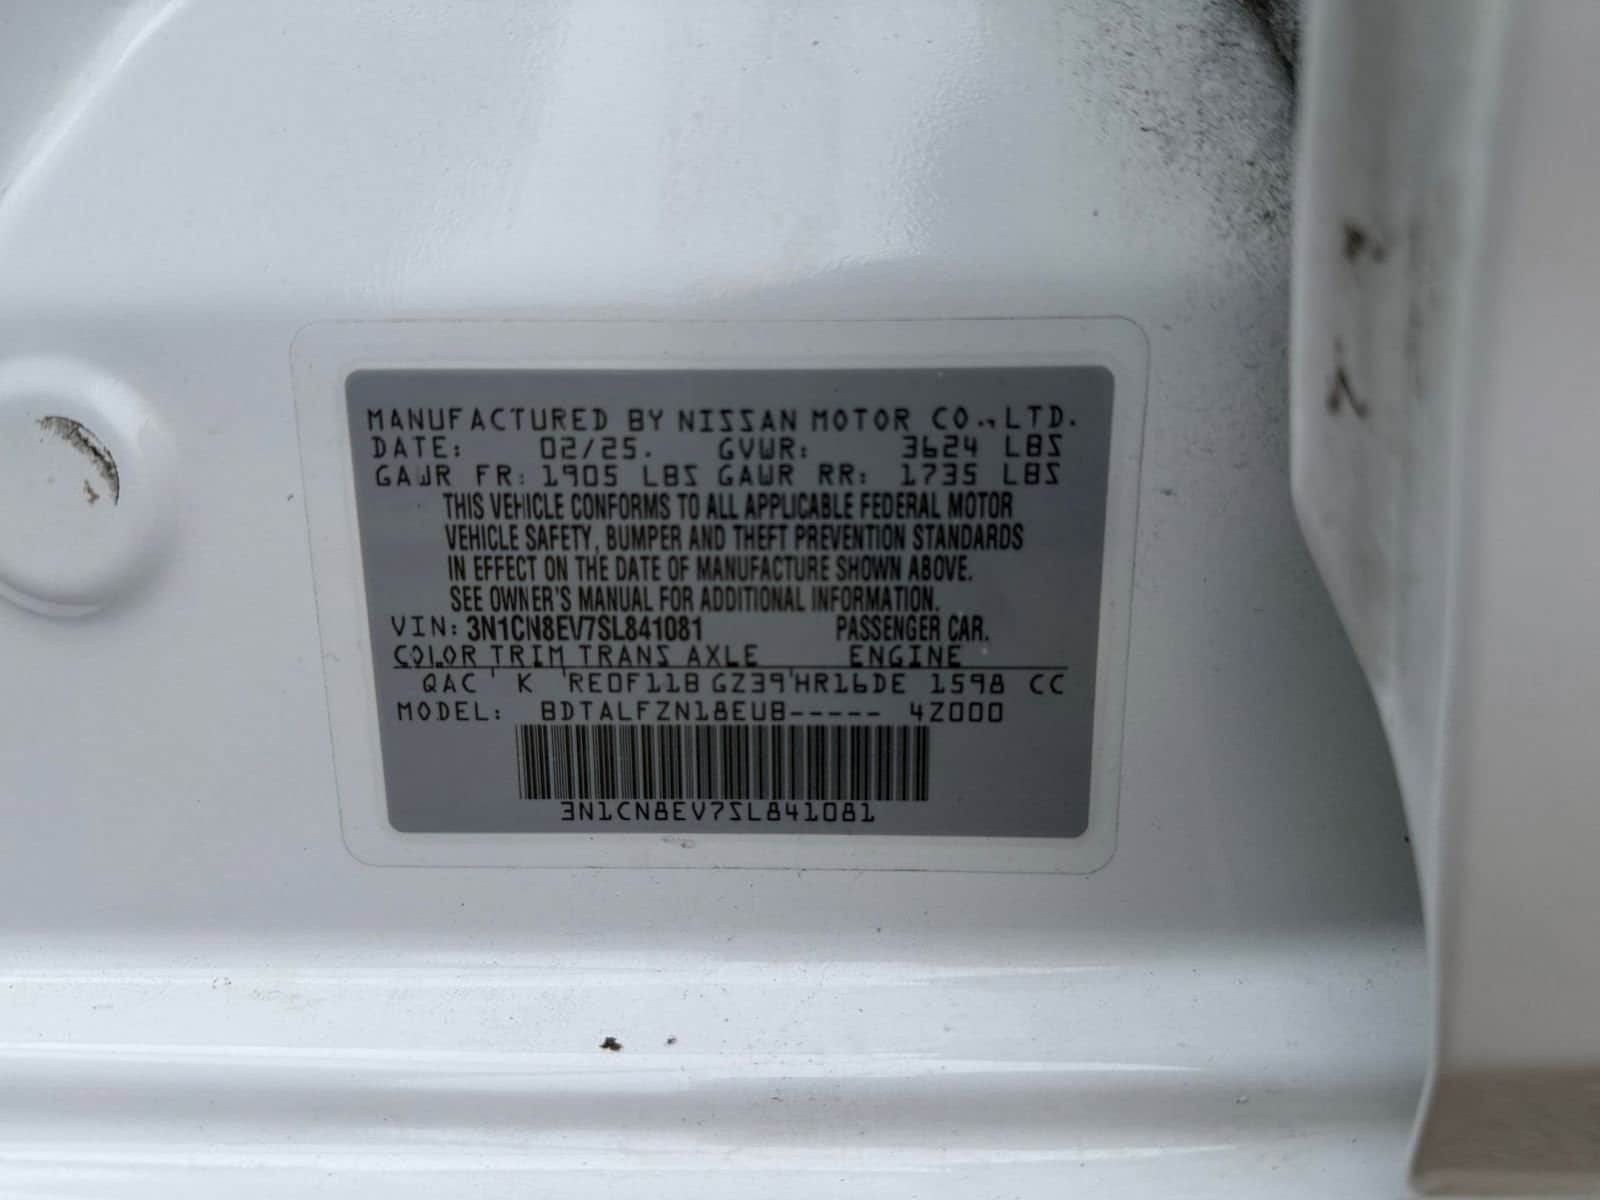 MANUFACTURED BY NISSAN MOTOR CO., LTD.
DATE: 02/25. GVWR: 3624 LBS
GAWR FR: 1905 LBS GAWR RR: 1735 LBS
THIS VEHICLE CONFORMS TO ALL APPLICABLE FEDERAL MOTOR
VEHICLE SAFETY, BUMPER AND THEFT PREVENTION STANDARDS
IN EFFECT ON THE DATE OF MANUFACTURE SHOWN ABOVE.
SEE OWNER'S MANUAL FOR ADDITIONAL INFORMATION.
VIN: 3N1CN8EV7SL841081 PASSENGER CAR.
COLOR TRIM TRANS AXLE ENGINE
QAC ' K ' RE0F11B GZ39 ' HR16DE 1598 CC
MODEL: BDTALFZN18EUB----- 4Z000
3N1CN8EV7SL841081